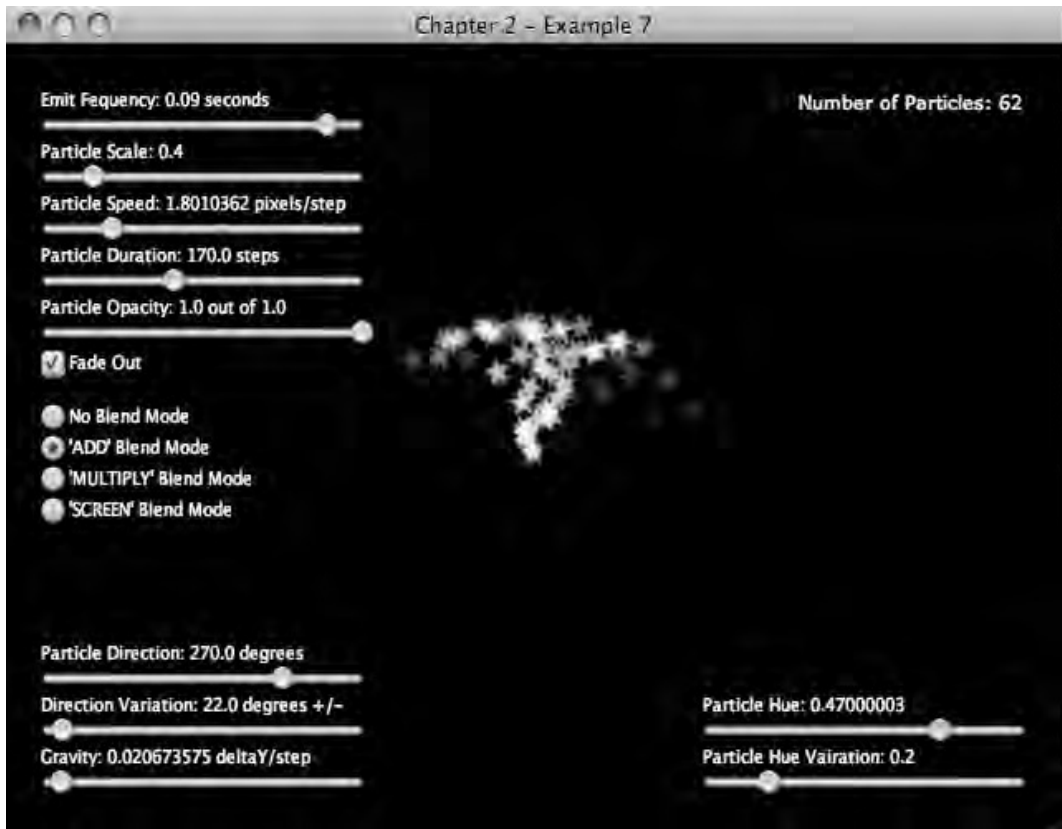 Chapter 2 - Example 7
Emit Fequency: 0.09 seconds
Number of Particles: 62
Particle Scale: 0.4
Particle Speed: 1.8010362 pixels/step
Particle Duration: 170.0 steps
Particle Opacity: 1.0 out of 1.0
Fade Out
No Blend Mode
'ADD' Blend Mode
'MULTIPLY' Blend Mode
'SCREEN' Blend Mode
Particle Direction: 270.0 degrees
Direction Variation: 22.0 degrees +/-
Gravity: 0.020673575 deltaY/step
Particle Hue: 0.47000003
Particle Hue Vairation: 0.2